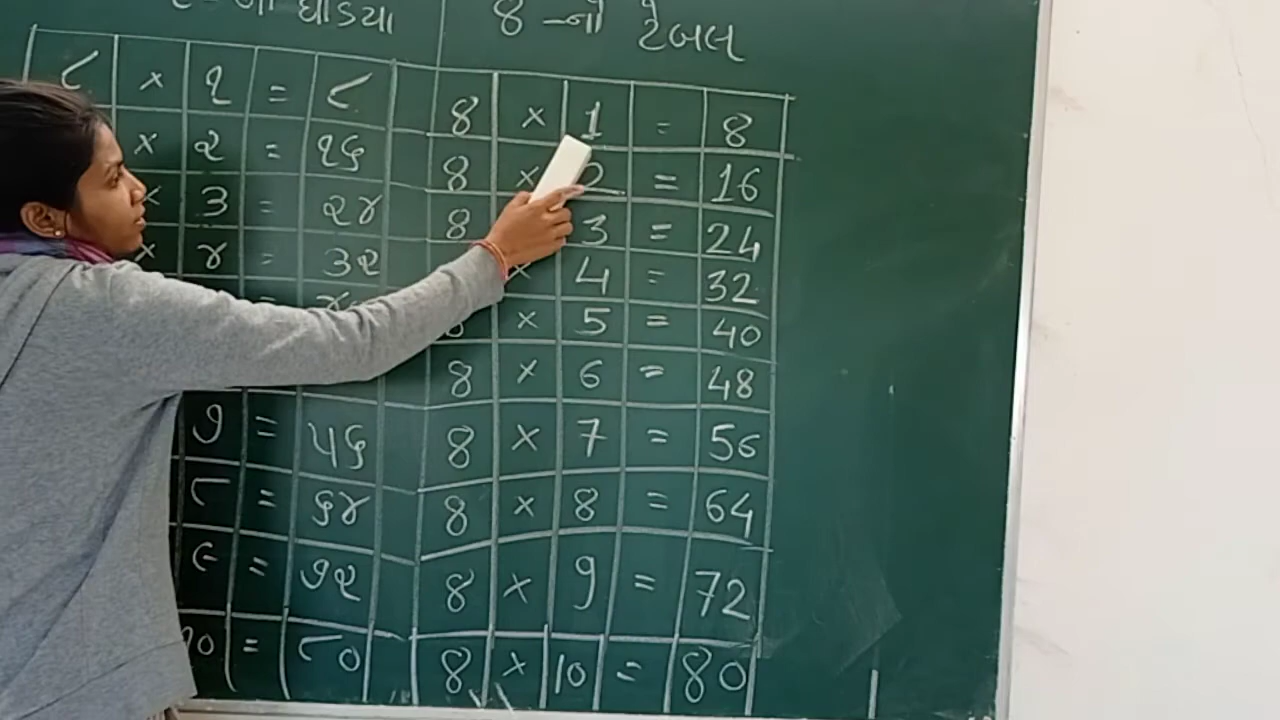 ઘડિયા 8 નો ટેબલ
૮ × ૧ = ૮ 8 × 1 = 8
× ૨ = ૧૬ 8 × = 16
× ૩ = ૨૪ 8 3 = 24
× ૪ = ૩૨ × 4 = 32
= × 5 = 40
8 × 6 = 48
૭ = ૫૬ 8 × 7 = 56
૮ = ૬૪ 8 × 8 = 64
૯ = ૭૨ 8 × 9 = 72
૧૦ = ૮૦ 8 × 10 = 80